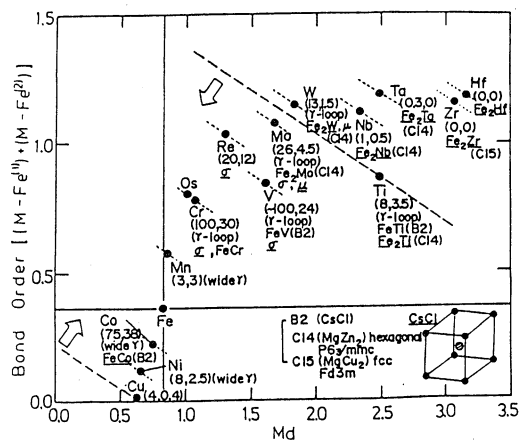 Bond Order [(M-Fe(1))+(M-Fe(2))]
1.5
1.0
0.5
0.0
0.0 0.5 1.0 1.5 2.0 2.5 3.0 3.5
Md
W
(13,1.5)
(γ-loop)
Fe2W, μ
(C14)
Ta
(0,3,0)
Fe2Ta
(C14)
Hf
(0,0)
Fe2Hf
Zr
(0,0)
Fe2Zr
(C15)
Nb
(1,0.5)
Fe2Nb(C14)
Re
(20,12)
σ
Mo
(26,4.5)
(γ-loop)
Fe2Mo(C14)
σ, μ
Ti
(8,3.5)
(γ-loop)
FeTi(B2)
Fe2Ti(C14)
V
(-100,24)
(γ-loop)
FeV(B2)
σ
Os
Cr
(100,30)
(γ-loop)
σ, FeCr
Mn
(3,3)(wide γ)
Fe
Co
(75,38)
(wide γ)
FeCo(B2)
Ni
(8,2.5)(wide γ)
Cu
(4,0.4)
B2 (CsCl)
C14 (MgZn2) hexagonal
P63/mmc
C15 (MgCu2) fcc
Fd3m
CsCl